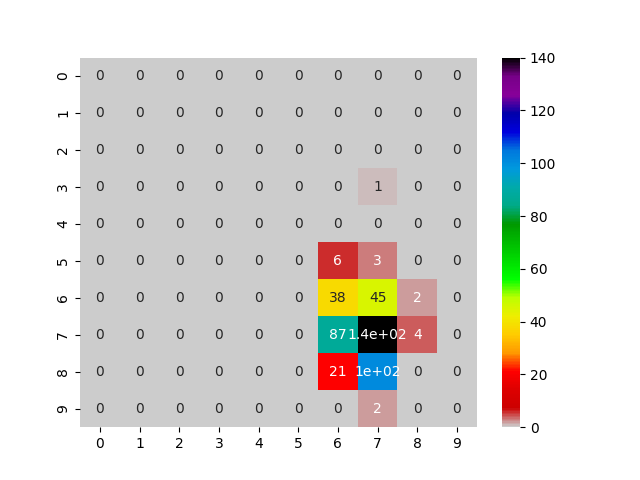 0 0 0 0 0 0 0 0 0 0 0
1 0 0 0 0 0 0 0 0 0 0
2 0 0 0 0 0 0 0 0 0 0
3 0 0 0 0 0 0 0 1 0 0
4 0 0 0 0 0 0 0 0 0 0
5 0 0 0 0 0 0 6 3 0 0
6 0 0 0 0 0 0 38 45 2 0
7 0 0 0 0 0 0 87 1.4e+02 4 0
8 0 0 0 0 0 0 21 1e+02 0 0
9 0 0 0 0 0 0 0 2 0 0
0 1 2 3 4 5 6 7 8 9
140
120
100
80
60
40
20
0